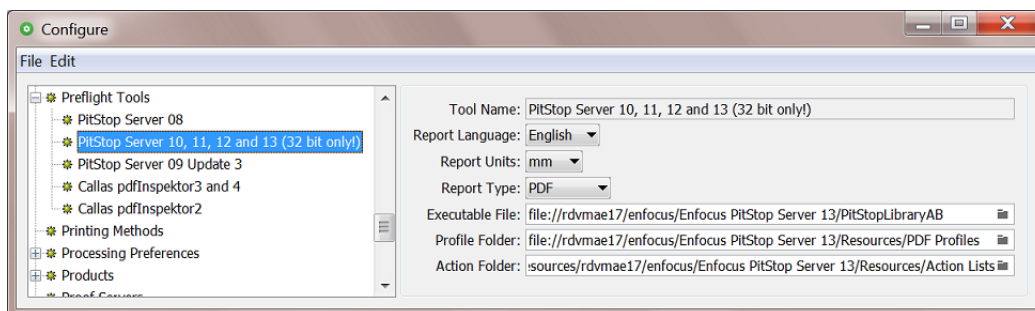 Configure
File Edit
Preflight Tools
PitStop Server 08
PitStop Server 10, 11, 12 and 13 (32 bit only!)
PitStop Server 09 Update 3
Callas pdfInspektor3 and 4
Callas pdfInspektor2
Printing Methods
Processing Preferences
Products
Proof Servers
Tool Name: PitStop Server 10, 11, 12 and 13 (32 bit only!)
Report Language: English
Report Units: mm
Report Type: PDF
Executable File: file://rdvmae17/enfocus/Enfocus PitStop Server 13/PitStopLibraryAB
Profile Folder: file://rdvmae17/enfocus/Enfocus PitStop Server 13/Resources/PDF Profiles
Action Folder: esources/rdvmae17/enfocus/Enfocus PitStop Server 13/Resources/Action Lists